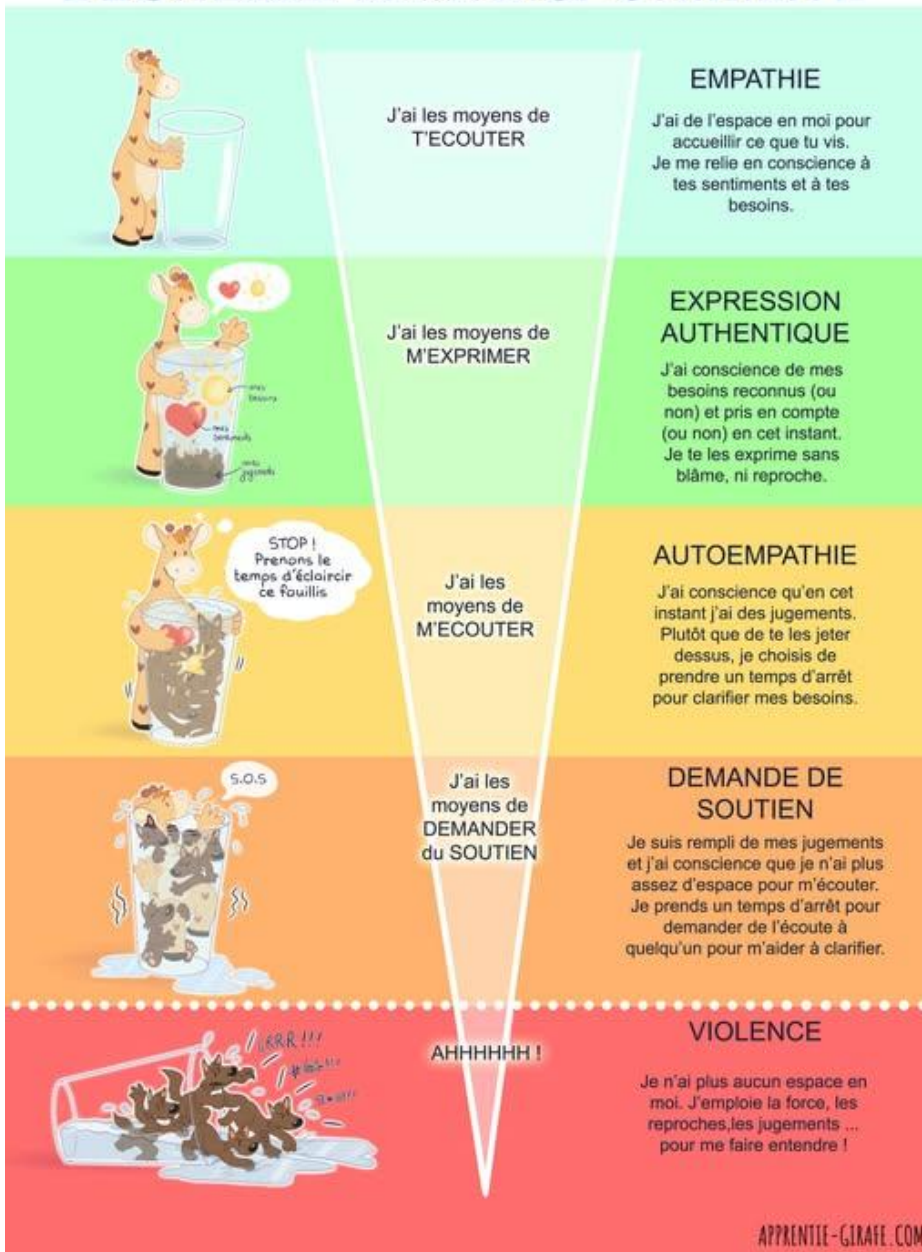 J'ai les moyens de
T'ECOUTER
EMPATHIE
J'ai de l'espace en moi pour
accueillir ce que tu vis.
Je me relie en conscience à
tes sentiments et à tes
besoins.
mes
besoins
mes
sentiments
mes
jugements
J'ai les moyens de
M'EXPRIMER
EXPRESSION
AUTHENTIQUE
J'ai conscience de mes
besoins reconnus (ou
non) et pris en compte
(ou non) en cet instant.
Je te les exprime sans
blâme, ni reproche.
STOP !
Prenons le
temps d'éclaircir
ce fouillis
J'ai les
moyens de
M'ECOUTER
AUTOEMPATHIE
J'ai conscience qu'en cet
instant j'ai des jugements.
Plutôt que de te les jeter
dessus, je choisis de
prendre un temps d'arrêt
pour clarifier mes besoins.
S.O.S
J'ai les
moyens de
DEMANDER
du SOUTIEN
DEMANDE DE
SOUTIEN
Je suis rempli de mes jugements
et j'ai conscience que je n'ai plus
assez d'espace pour m'écouter.
Je prends un temps d'arrêt pour
demander de l'écoute à
quelqu'un pour m'aider à clarifier.
GRRR !!!
AHHHHHH !
VIOLENCE
Je n'ai plus aucun espace en
moi. J'emploie la force, les
reproches,les jugements ...
pour me faire entendre !
APPRENTIE-GIRAFE.COM